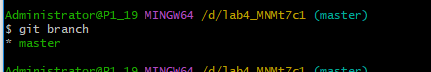 Administrator@P1_19 MINGW64 /d/lab4_MNMt7c1 (master)
$ git branch
* master
Administrator@P1_19 MINGW64 /d/lab4_MNMt7c1 (master)